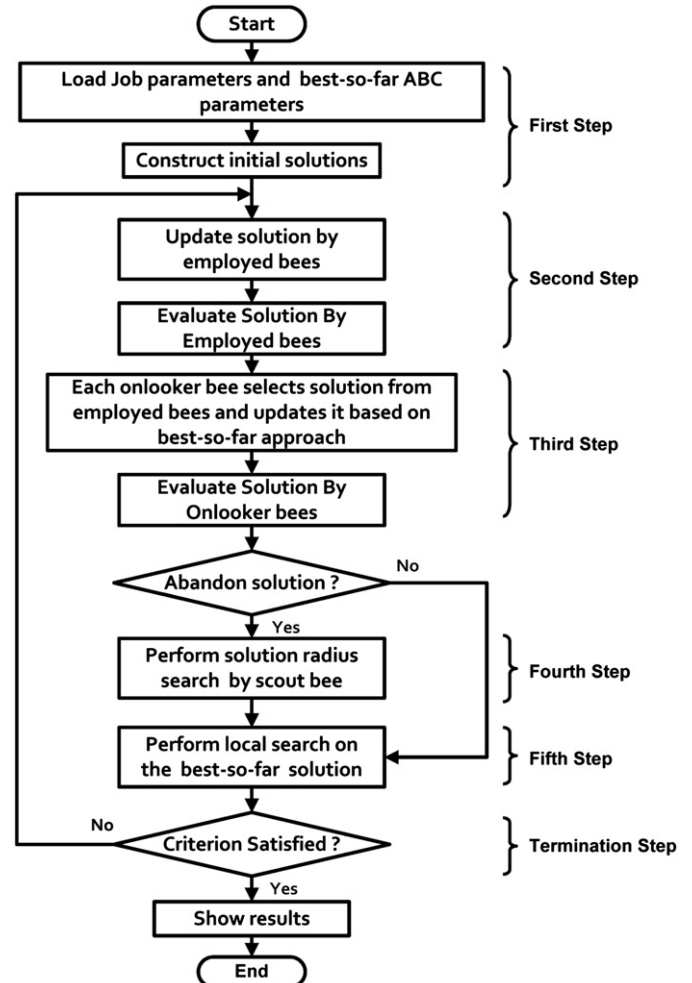 Start
Load Job parameters and best-so-far ABC
parameters
First Step
Construct initial solutions
Update solution by
employed bees
Second Step
Evaluate Solution By
Employed bees
Each onlooker bee selects solution from
employed bees and updates it based on
best-so-far approach
Third Step
Evaluate Solution By
Onlooker bees
Abandon solution ?
No
Yes
Perform solution radius
search by scout bee
Fourth Step
Perform local search on
the best-so-far solution
Fifth Step
No
Criterion Satisfied ?
Termination Step
Yes
Show results
End